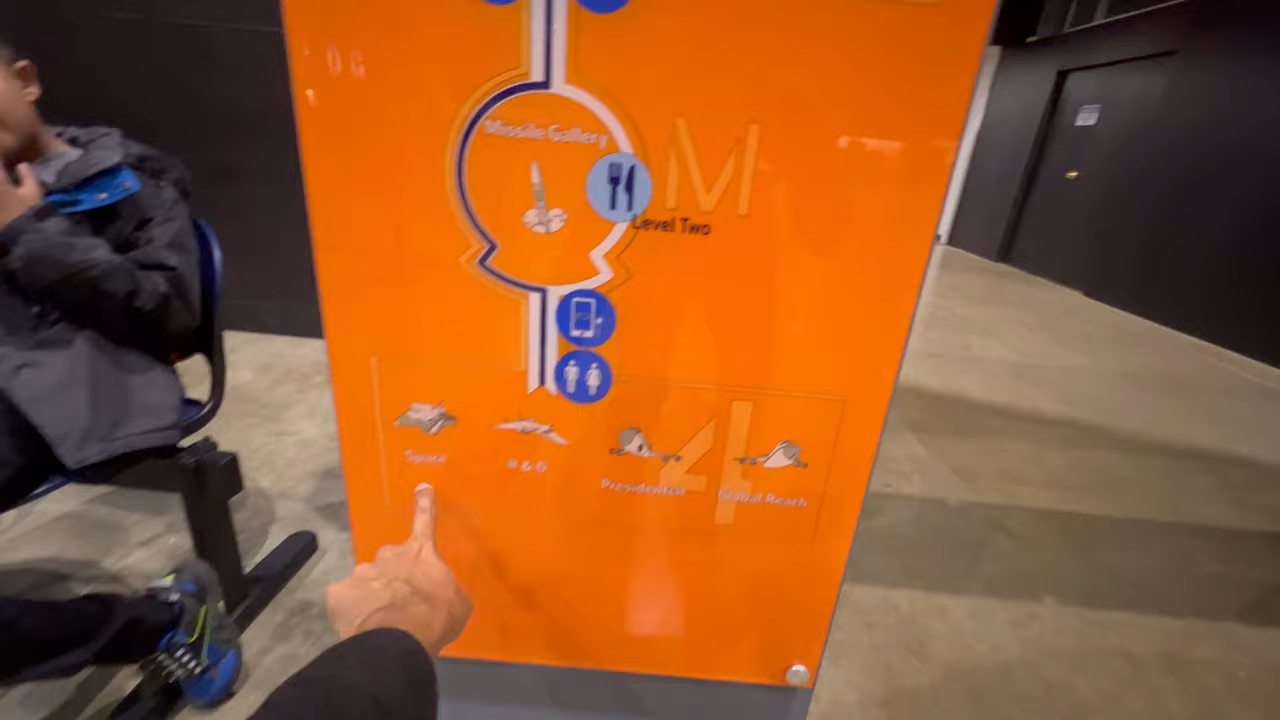 Missile Gallery
M
Level Two
Space
R & D
Presidential
Global Reach
4